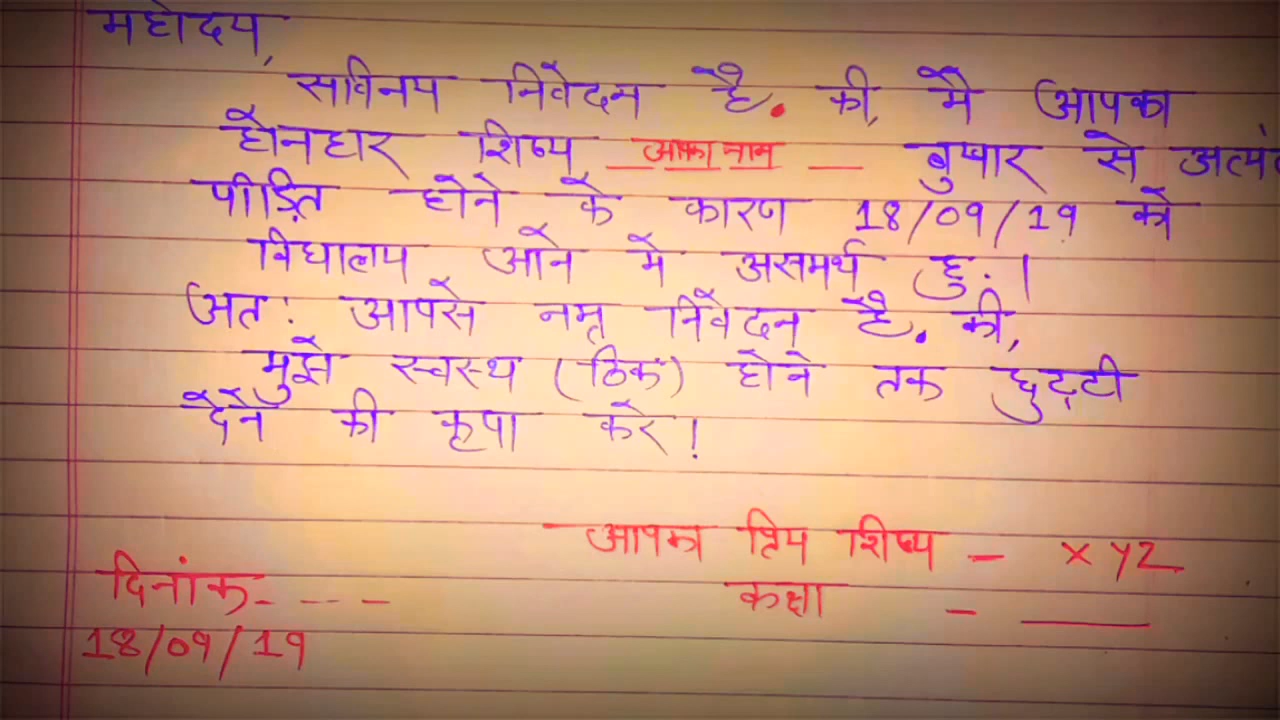 महोदय,
सविनय निवेदन है. की, मे आपका
होनहार शिष्य _ आपका नाम _ बुखार से अत्यंत
पीड़ित होने के कारण 18/09/19 को
विधालय आने मे असमर्थ हु. |
अत: आपसे नम्र निवेदन है. की,
मुझे स्वस्थ (ठिक) होने तक छुट्टी
देने की कृपा करे !
आपका प्रिय शिष्य - xyz
कक्षा - ____
दिनांक- - - -
18/09/19